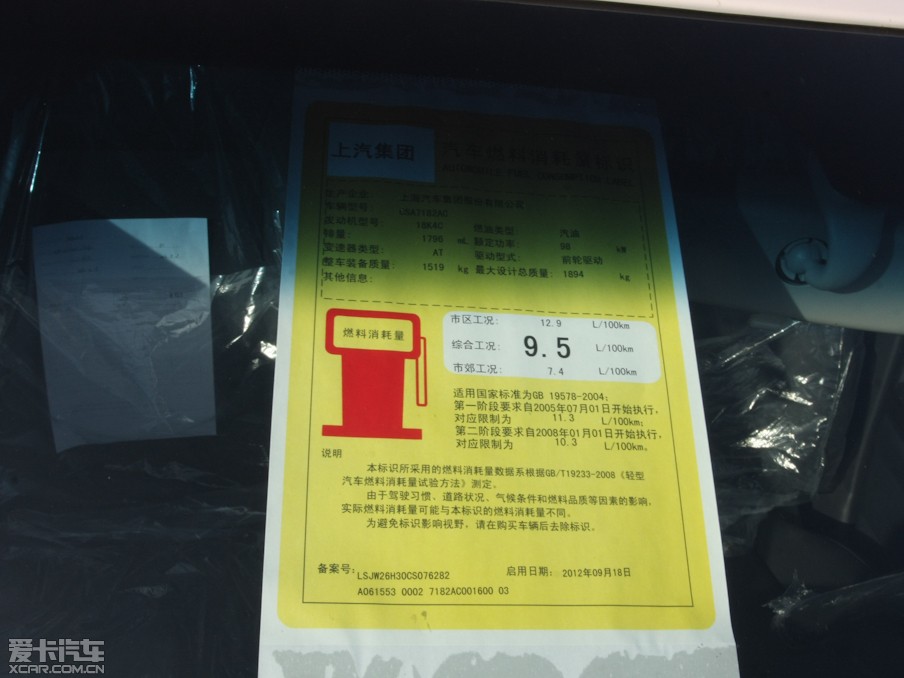 上汽集团
汽车燃料消耗量标识
生产企业: 上海汽车集团股份有限公司
车辆型号:
发动机型号: 18K4C 燃油类型: 汽油
排量: 1796 mL 额定功率: 98 kW
变速器类型: AT 驱动型式: 前轮驱动
整车装备质量: 1519 kg 最大设计总质量: 1894 kg
其他信息:
燃料消耗量
市区工况: 12.9 L/100km
综合工况: 9.5 L/100km
市郊工况: 7.4 L/100km
适用国家标准为GB 19578-2004;
第一阶段要求自2005年07月01日开始执行,
对应限制为 11.3 L/100km;
第二阶段要求自2008年01月01日开始执行,
对应限制为 10.3 L/100km。
说明
本标识所采用的燃料消耗量数据系根据GB/T19233-2008《轻型
汽车燃料消耗量试验方法》测定。
由于驾驶习惯、道路状况、气候条件和燃料品质等因素的影响,
实际燃料消耗量可能与本标识的燃料消耗量不同。
为避免标识影响视野, 请在购买车辆后去除标识。
备案号: LSJW26H30CS076282 启用日期: 2012年09月18日
A061553 0002 7182AC001600 03
爱卡汽车
XCAR.COM.CN